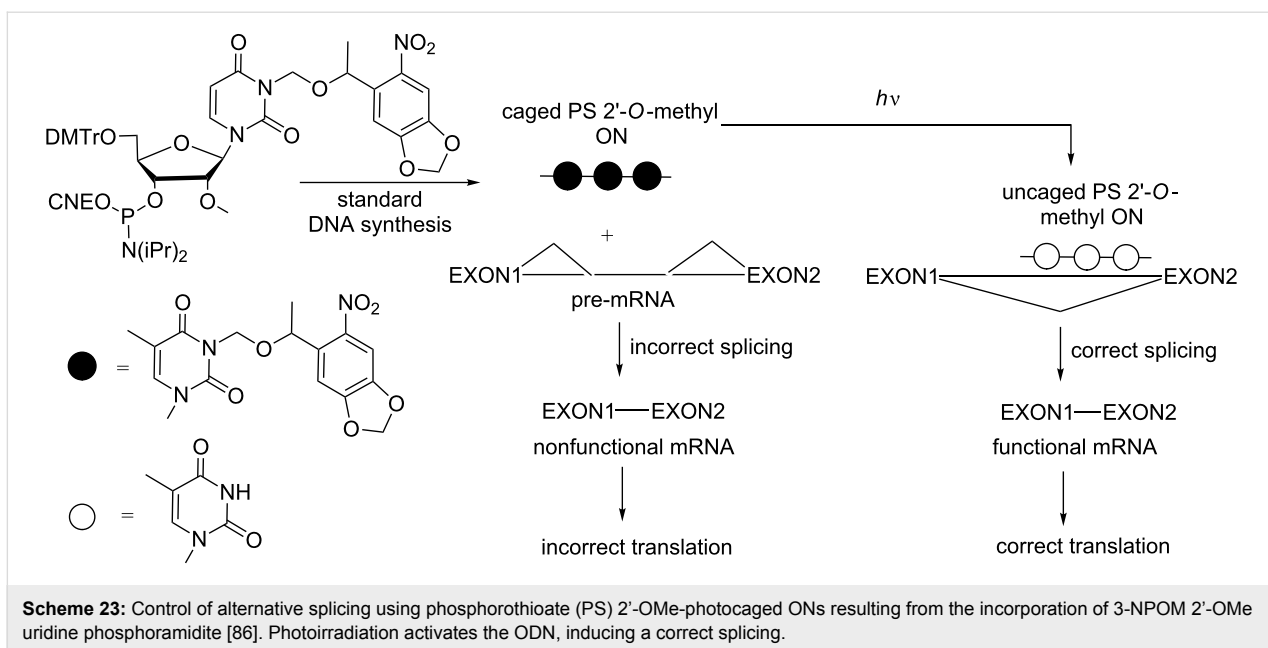 O
NO2
N
O
N
O
DMTrO
O
O
O
caged PS 2'-O-methyl
ON
hν
CNEO
P
O
O
N(iPr)2
standard
DNA synthesis
uncaged PS 2'-O-
methyl ON
+
EXON1
EXON2
pre-mRNA
EXON1
EXON2
O
NO2
N
O
=
N
O
O
O
incorrect splicing
correct splicing
EXON1—EXON2
EXON1—EXON2
nonfunctional mRNA
functional mRNA
O
NH
=
N
O
incorrect translation
correct translation
Scheme 23: Control of alternative splicing using phosphorothioate (PS) 2’-OMe-photocaged ONs resulting from the incorporation of 3-NPOM 2’-OMe
uridine phosphoramidite [86]. Photoirradiation activates the ODN, inducing a correct splicing.